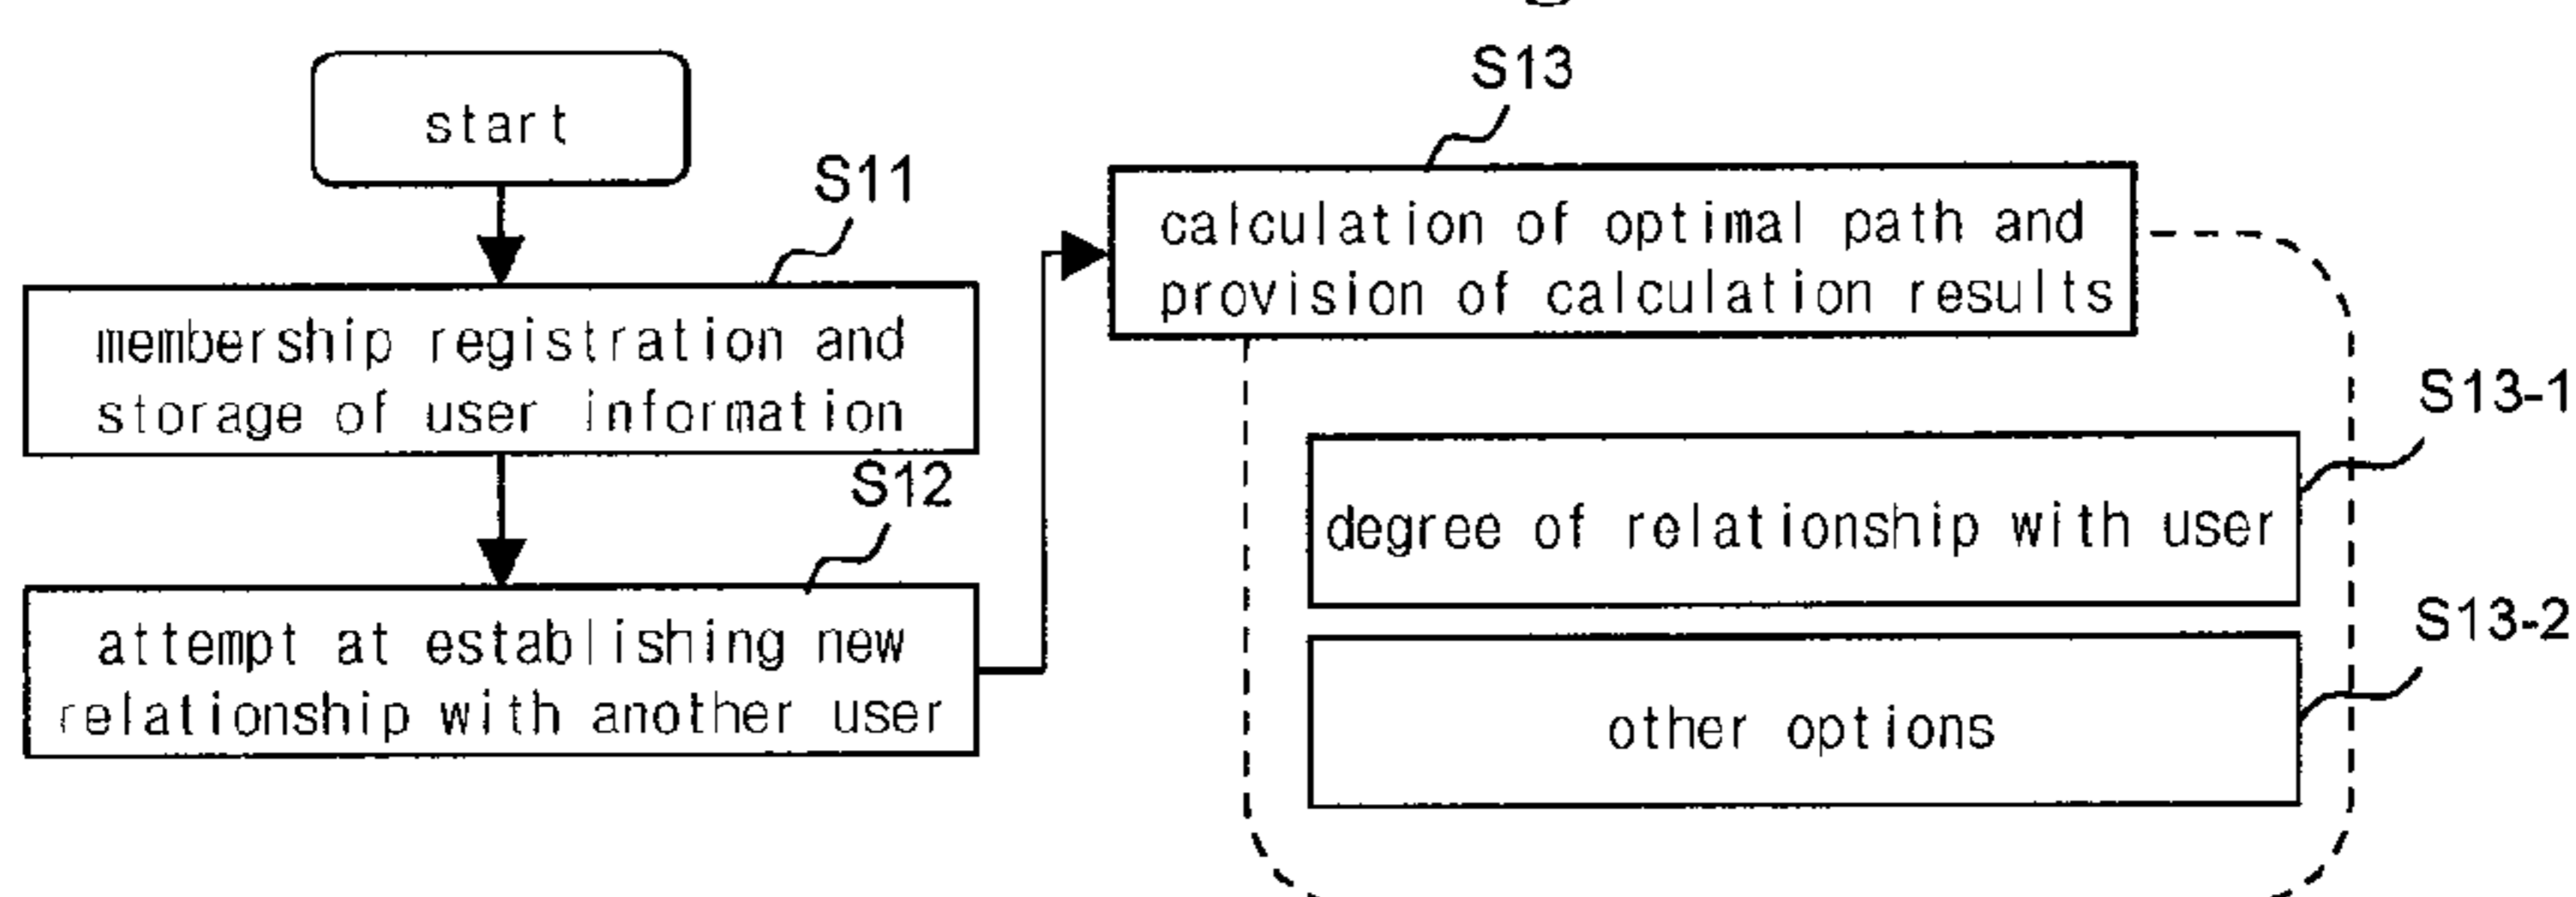 start
S11
membership registration and
storage of user information
S12
attempt at establishing new
relationship with another user
S13
calculation of optimal path and
provision of calculation results
S13-1
degree of relationship with user
S13-2
other options